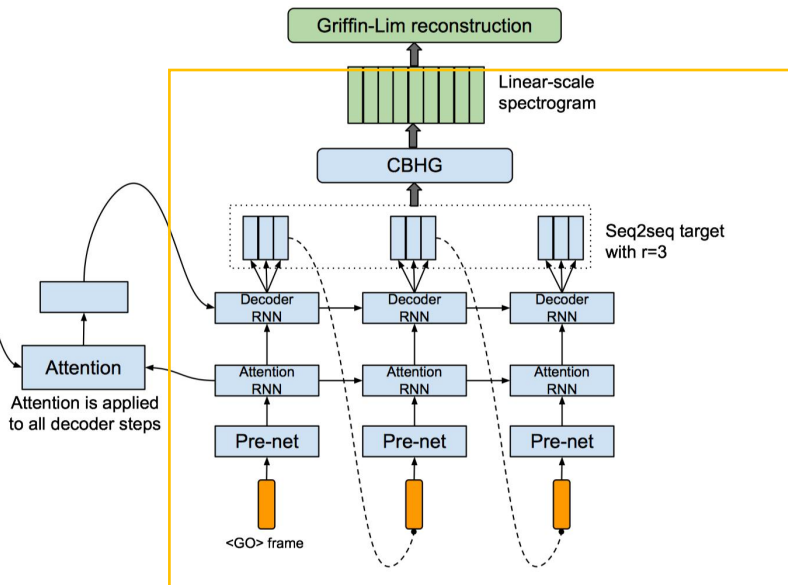 Griffin-Lim reconstruction
Linear-scale
spectrogram
CBHG
Seq2seq target
with r=3
Decoder
RNN
Decoder
RNN
Decoder
RNN
Attention
Attention is applied
to all decoder steps
Attention
RNN
Attention
RNN
Attention
RNN
Pre-net
Pre-net
Pre-net
<GO> frame